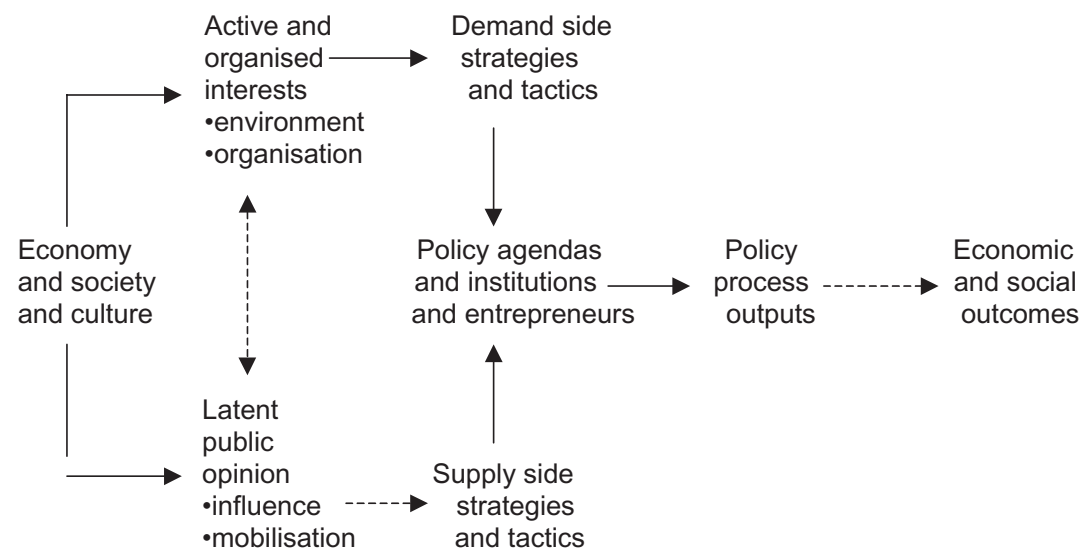 Active and
organised
interests
•environment
•organisation
Demand side
strategies
and tactics
Economy
and society
and culture
Policy agendas
and institutions
and entrepreneurs
Policy
process
outputs
Economic
and social
outcomes
Latent
public
opinion
•influence
•mobilisation
Supply side
strategies
and tactics